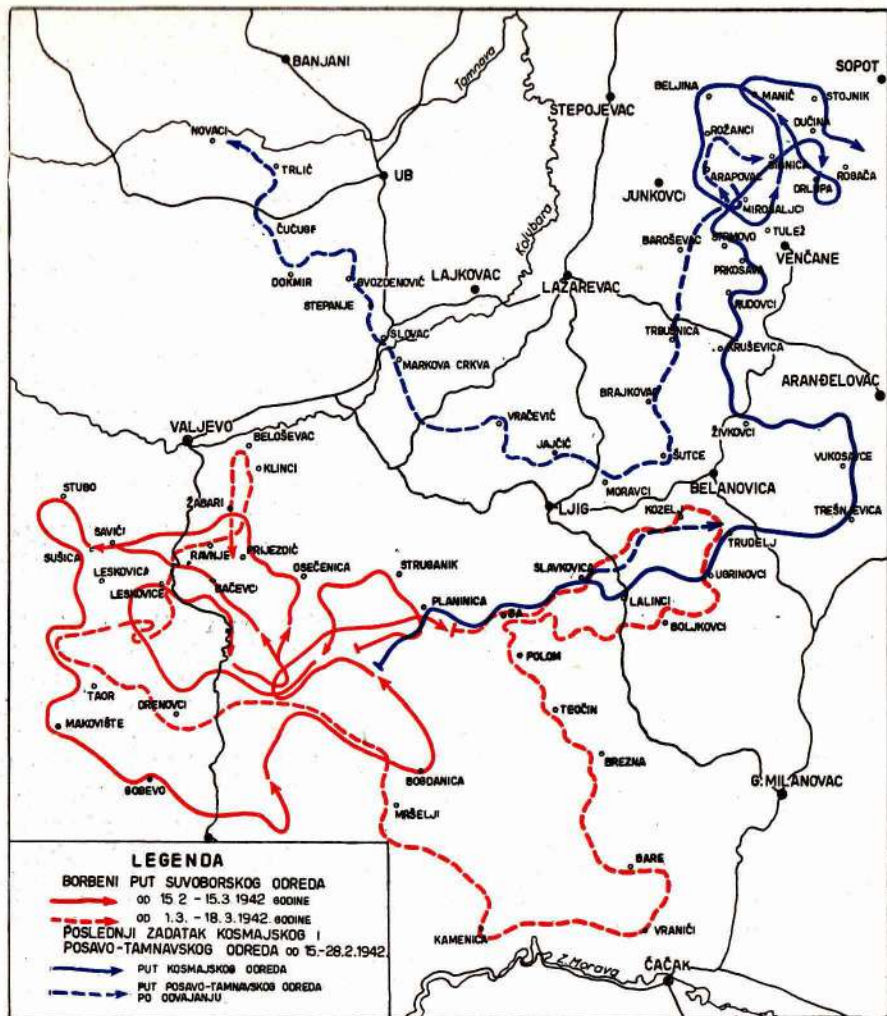 SOPOT
BANJANI
Tamnava
BELJINA
MANIĆ
STOJNIK
STEPOJEVAC
DUČINA
NOVACI
ROŽANCI
TRLIĆ
SIBNICA
UB
ARAPOVAC
ROGAČA
JUNKOVCI
ORLJPA
MIROSALJCI
Kolubara
ČUČUGE
TULEŽ
BAROŠEVAC
STRMOVO
VENČANE
PRKOSAVA
DOKMIR
GVOZDENOVIĆ
LAJKOVAC
LAZAREVAC
STEPANJE
RUDOVCI
SLOVAC
TRBUŠNICA
KRUŠEVICA
MARKOVA CRKVA
ARANĐELOVAC
BRAJKOVAC
VRAČEVIĆ
ŽIVKOVCI
VALJEVO
BELOŠEVAC
JAJČIĆ
ŠUTCE
VUKOSAVCE
KLINCI
BELANOVICA
STUBO
MORAVCI
ŽABARI
LJIG
KOZELJ
TREŠNJEVICA
SAVIĆI
SUŠICA
RAVNJE
PRIJEZDIĆ
TRUDELJ
LESKOVICA
OSEČENICA
STRUGANIK
SLAVKOVICA
LESKOVICE
BAČEVCI
UGRINOVCI
PLANINICA
LALINCI
BA
BOLJKOVCI
POLOM
TAOR
TEOČIN
DRENOVCI
MAKOVIŠTE
BREZNA
BOGDANICA
GOBEVO
G. MILANOVAC
MRŠELJI
BARE
KAMENICA
VRANIĆI
Z. Morava
ČAČAK
LEGENDA
BORBENI PUT SUVOBORSKOG ODREDA
OD 15.2 - 15.3.1942 GODINE
OD 1.3. - 18.3.1942. GODINE
POSLEDNJI ZADATAK KOSMAJSKOG I
POSAVO-TAMNAVSKOG ODREDA OD 15.-28.2.1942.
PUT KOSMAJSKOG ODREDA
PUT POSAVO-TAMNAVSKOG ODREDA
PO ODVAJANJU